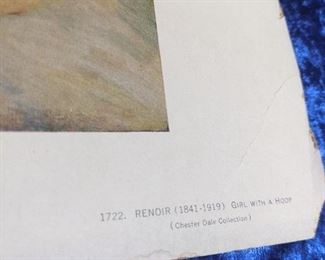 1722. RENOIR (1841-1919) GIRL WITH A HOOP
(Chester Dale Collection)